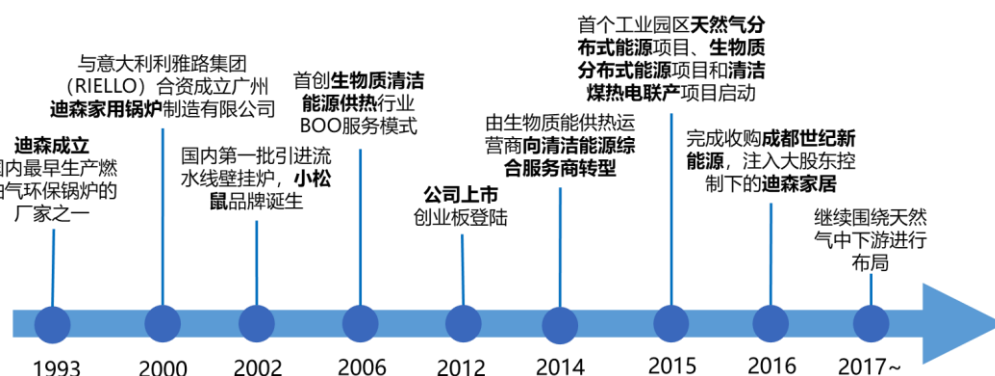 迪森成立
国内最早生产燃
油气环保锅炉的
厂家之一
与意大利利雅路集团
（RIELLO）合资成立广州
迪森家用锅炉制造有限公司
国内第一批引进流
水线壁挂炉，小松
鼠品牌诞生
首创生物质清洁
能源供热行业
BOO服务模式
公司上市
创业板登陆
由生物质能供热运
营商向清洁能源综
合服务商转型
首个工业园区天然气分
布式能源项目、生物质
分布式能源项目和清洁
煤热电联产项目启动
完成收购成都世纪新
能源，注入大股东控
制下的迪森家居
继续围绕天然
气中下游进行
布局
1993
2000
2002
2006
2012
2014
2015
2016
2017~